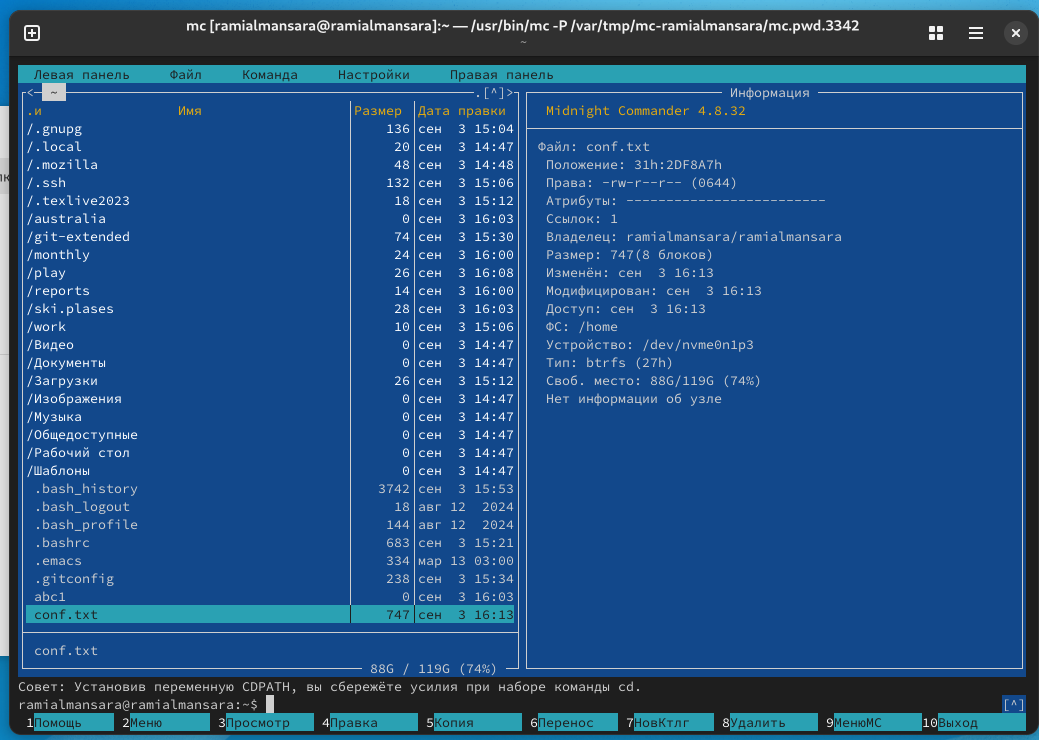 mc [ramialmansara@ramialmansara]:~ — /usr/bin/mc -P /var/tmp/mc-ramialmansara/mc.pwd.3342
~
Левая панель Файл Команда Настройки Правая панель
<─ ~ .[^]>
.и Имя Размер Дата правки
/.gnupg 136 сен 3 15:04
/.local 20 сен 3 14:47
/.mozilla 48 сен 3 14:48
/.ssh 132 сен 3 15:06
/.texlive2023 18 сен 3 15:12
/australia 0 сен 3 16:03
/git-extended 74 сен 3 15:30
/monthly 24 сен 3 16:00
/play 26 сен 3 16:08
/reports 14 сен 3 16:00
/ski.plases 28 сен 3 16:03
/work 10 сен 3 15:06
/Видео 0 сен 3 14:47
/Документы 0 сен 3 14:47
/Загрузки 26 сен 3 15:12
/Изображения 0 сен 3 14:47
/Музыка 0 сен 3 14:47
/Общедоступные 0 сен 3 14:47
/Рабочий стол 0 сен 3 14:47
/Шаблоны 0 сен 3 14:47
.bash_history 3742 сен 3 15:53
.bash_logout 18 авг 12 2024
.bash_profile 144 авг 12 2024
.bashrc 683 сен 3 15:21
.emacs 334 мар 13 03:00
.gitconfig 238 сен 3 15:34
abc1 0 сен 3 16:03
conf.txt 747 сен 3 16:13
conf.txt
88G / 119G (74%)
Информация
Midnight Commander 4.8.32
Файл: conf.txt
Положение: 31h:2DF8A7h
Права: -rw-r--r-- (0644)
Атрибуты: -------------------------
Ссылок: 1
Владелец: ramialmansara/ramialmansara
Размер: 747(8 блоков)
Изменён: сен 3 16:13
Модифицирован: сен 3 16:13
Доступ: сен 3 16:13
ФС: /home
Устройство: /dev/nvme0n1p3
Тип: btrfs (27h)
Своб. место: 88G/119G (74%)
Нет информации об узле
Совет: Установив переменную CDPATH, вы сбережёте усилия при наборе команды cd.
ramialmansara@ramialmansara:~$ [^]
1Помощь 2Меню 3Просмотр 4Правка 5Копия 6Перенос 7НовКтлг 8Удалить 9МенюМС 10Выход